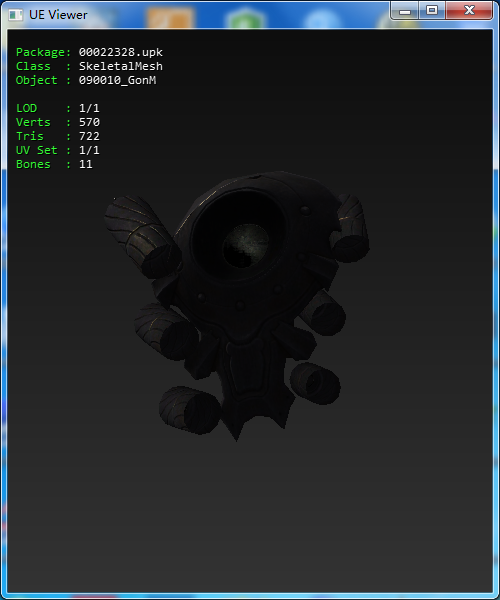 UE Viewer
Package: 00022328.upk
Class : SkeletalMesh
Object : 090010_GonM
LOD : 1/1
Verts : 570
Tris : 722
UV Set : 1/1
Bones : 11